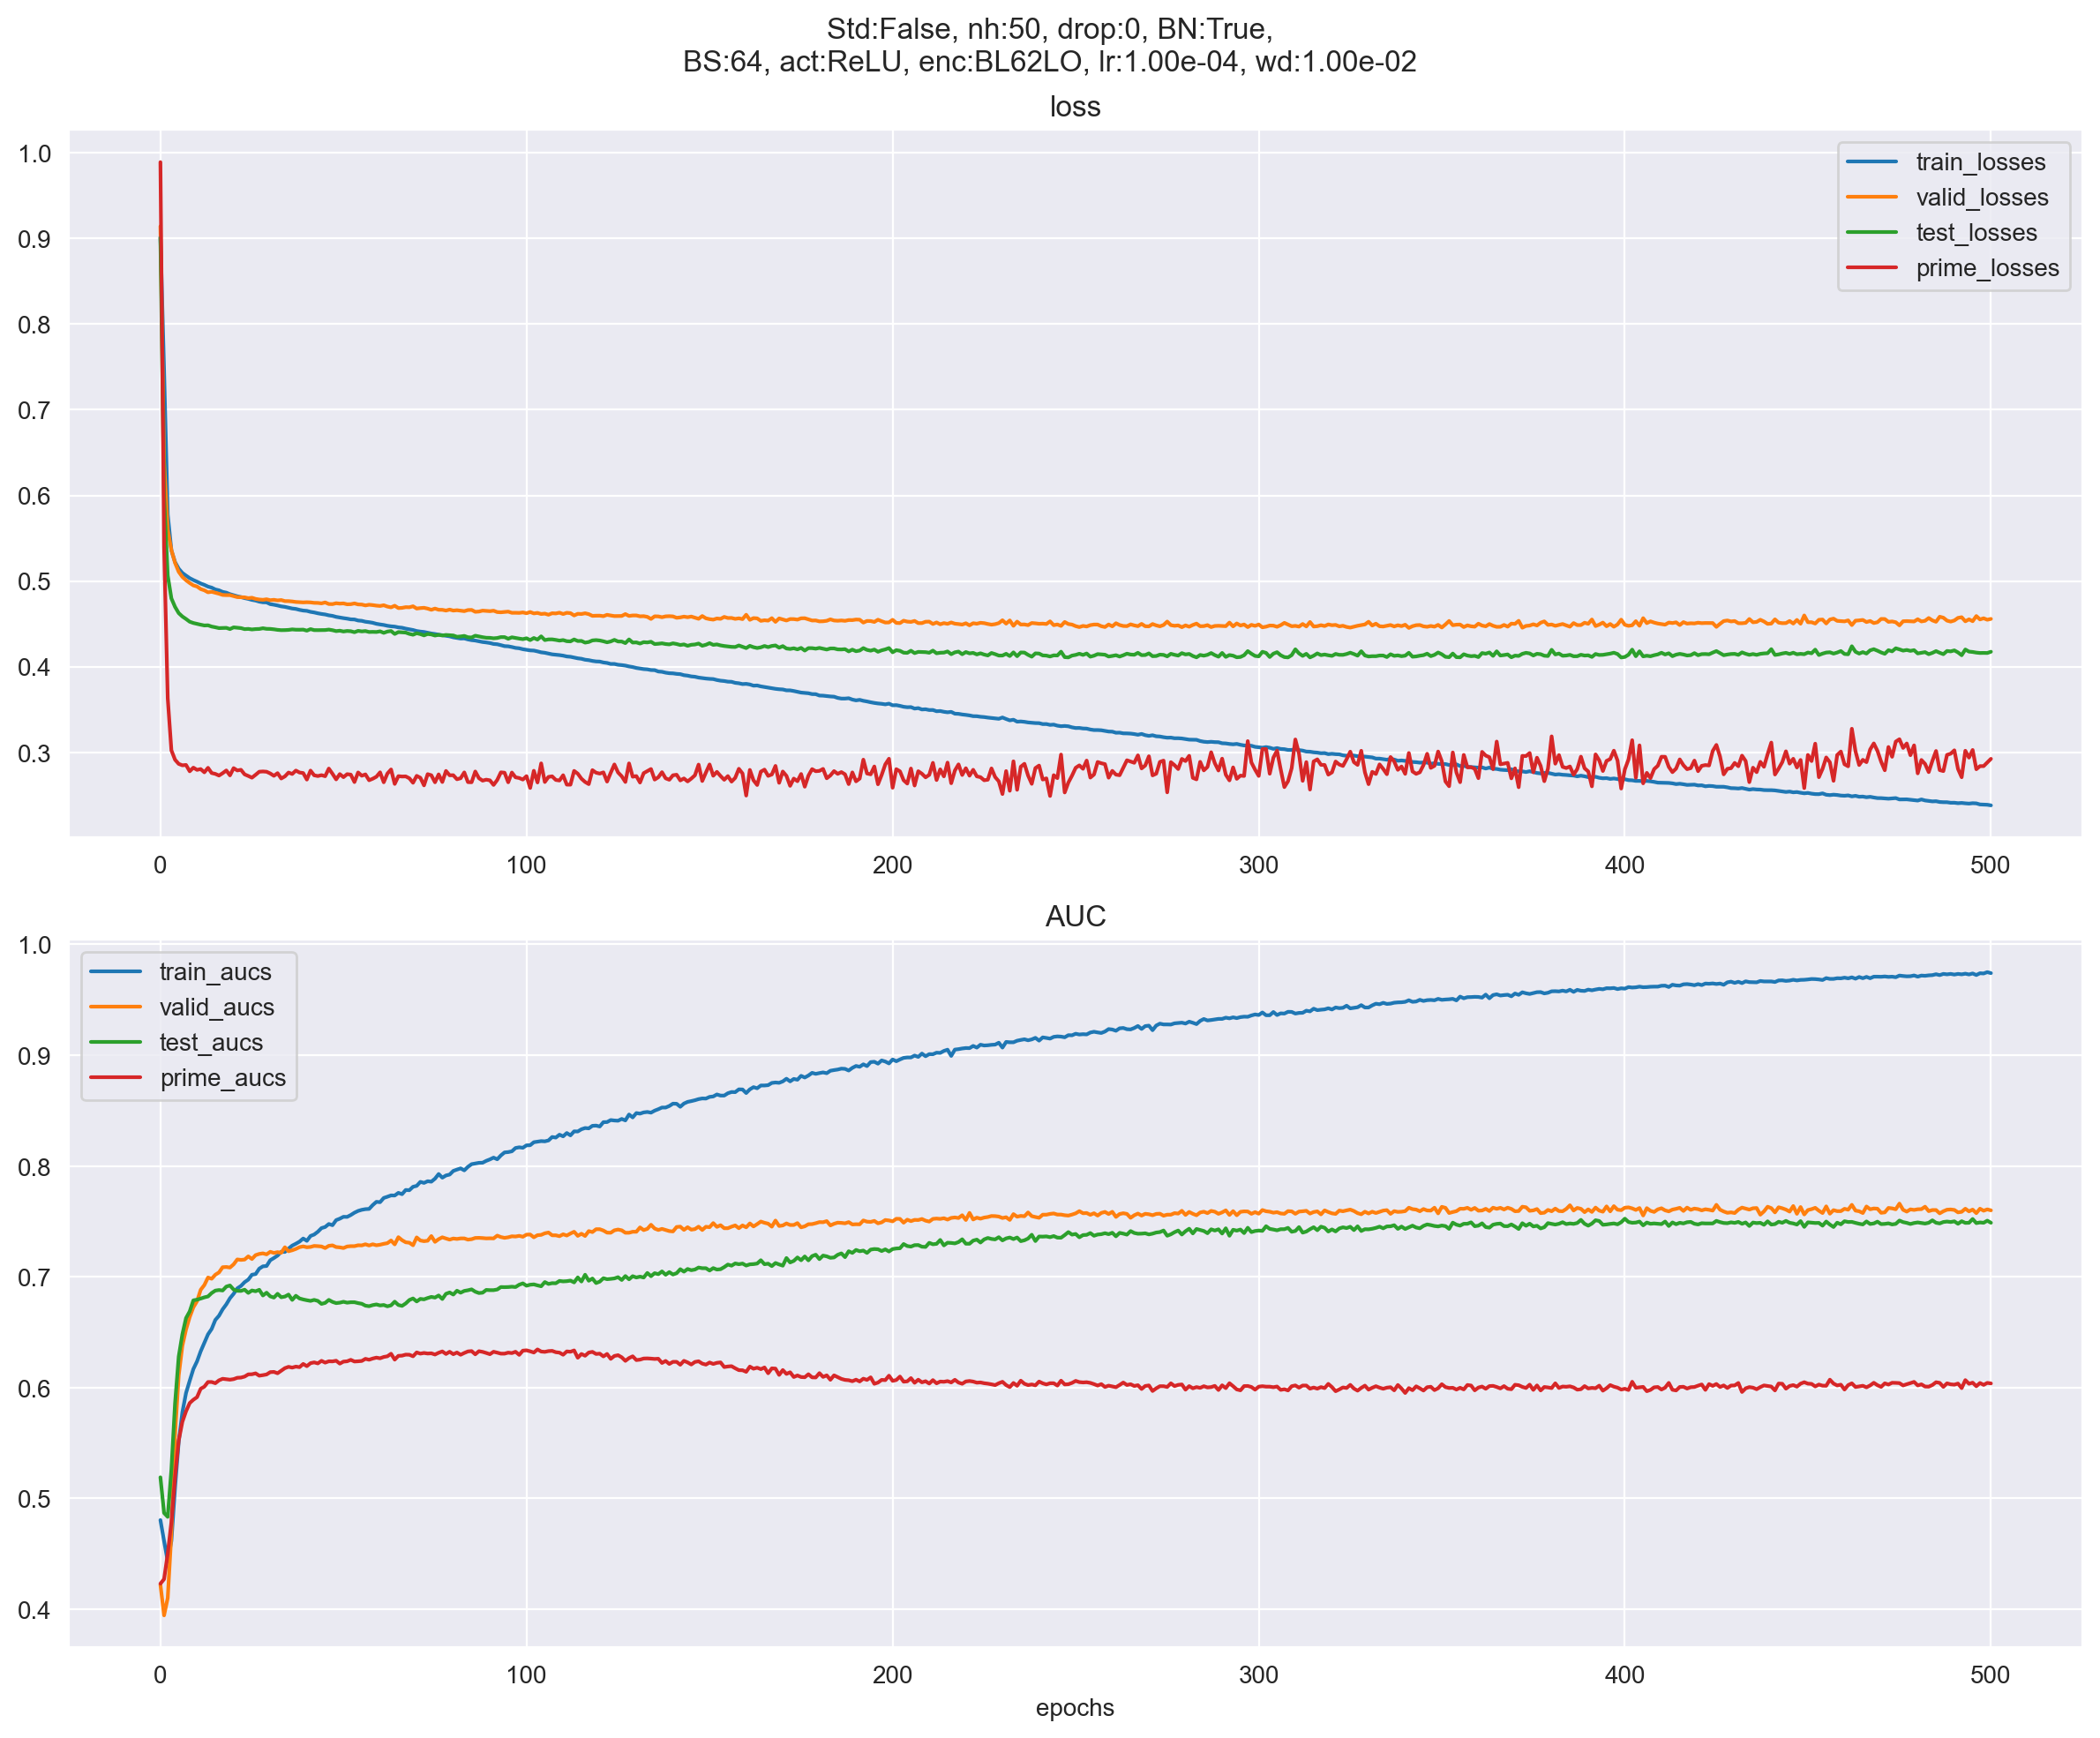 Std:False, nh:50, drop:0, BN:True,
BS:64, act:ReLU, enc:BL62LO, lr:1.00e-04, wd:1.00e-02
loss
1.0
0.9
0.8
0.7
0.6
0.5
0.4
0.3
train_losses
valid_losses
test_losses
prime_losses
0 100 200 300 400 500
AUC
1.0
0.9
0.8
0.7
0.6
0.5
0.4
train_aucs
valid_aucs
test_aucs
prime_aucs
0 100 200 300 400 500
epochs